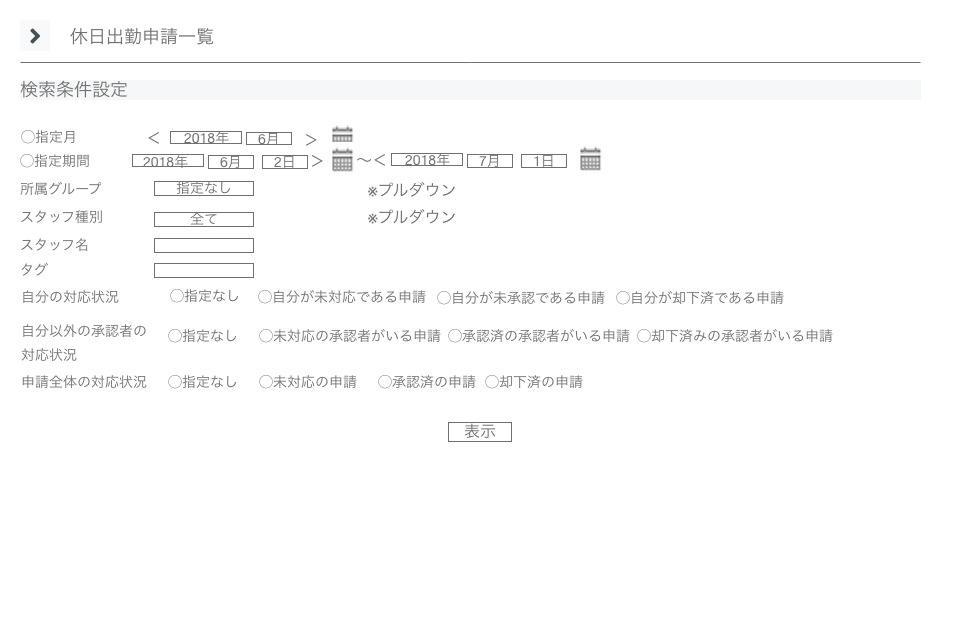 休日出勤申請一覧
検索条件設定
○指定月 < 2018年 6月 >
○指定期間 2018年 6月 2日 > ～ < 2018年 7月 1日
所属グループ 指定なし ※プルダウン
スタッフ種別 全て ※プルダウン
スタッフ名
タグ
自分の対応状況 ○指定なし ○自分が未対応である申請 ○自分が未承認である申請 ○自分が却下済である申請
自分以外の承認者の
対応状況 ○指定なし ○未対応の承認者がいる申請 ○承認済の承認者がいる申請 ○却下済みの承認者がいる申請
申請全体の対応状況 ○指定なし ○未対応の申請 ○承認済の申請 ○却下済の申請
表示